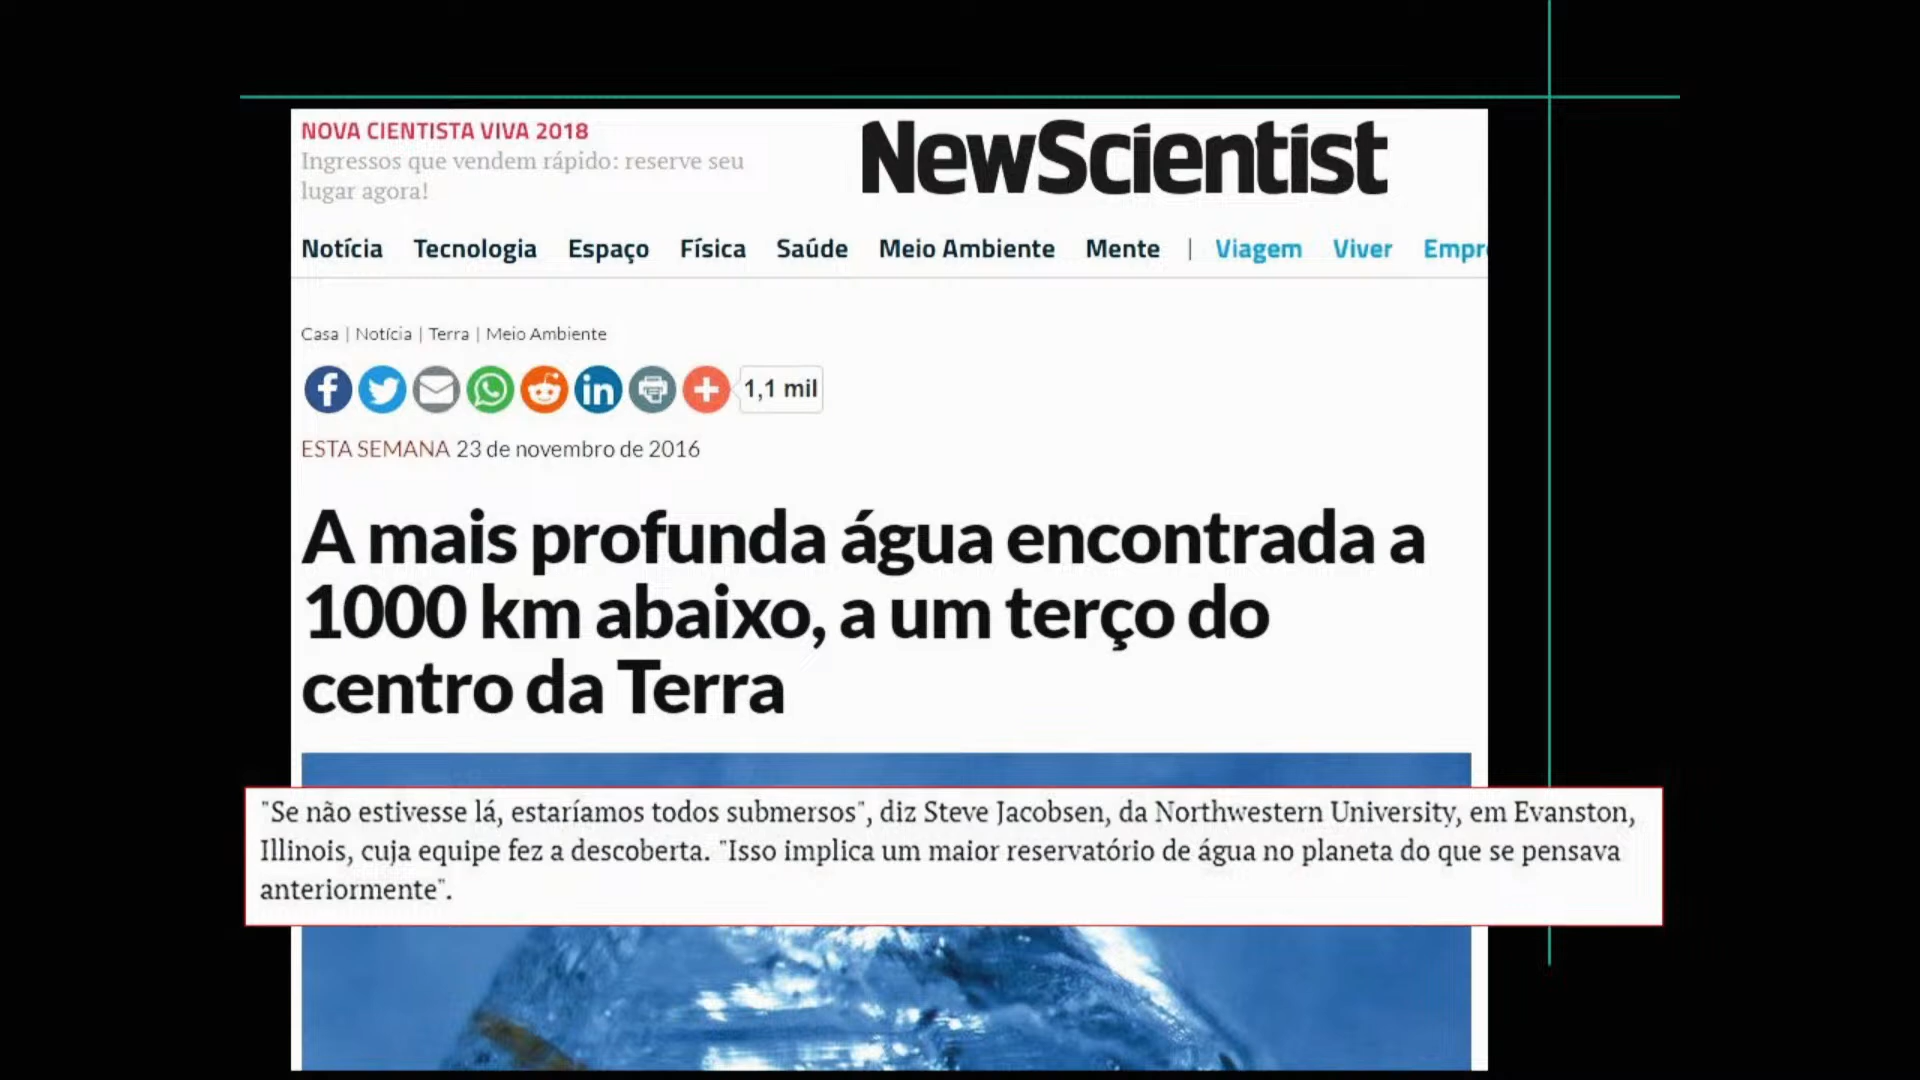 NOVA CIENTISTA VIVA 2018
Ingressos que vendem rápido: reserve seu
lugar agora!
NewScientist
Notícia Tecnologia Espaço Física Saúde Meio Ambiente Mente | Viagem Viver Empr
Casa | Notícia | Terra | Meio Ambiente
1,1 mil
ESTA SEMANA 23 de novembro de 2016
A mais profunda água encontrada a
1000 km abaixo, a um terço do
centro da Terra
"Se não estivesse lá, estaríamos todos submersos", diz Steve Jacobsen, da Northwestern University, em Evanston,
Illinois, cuja equipe fez a descoberta. "Isso implica um maior reservatório de água no planeta do que se pensava
anteriormente".